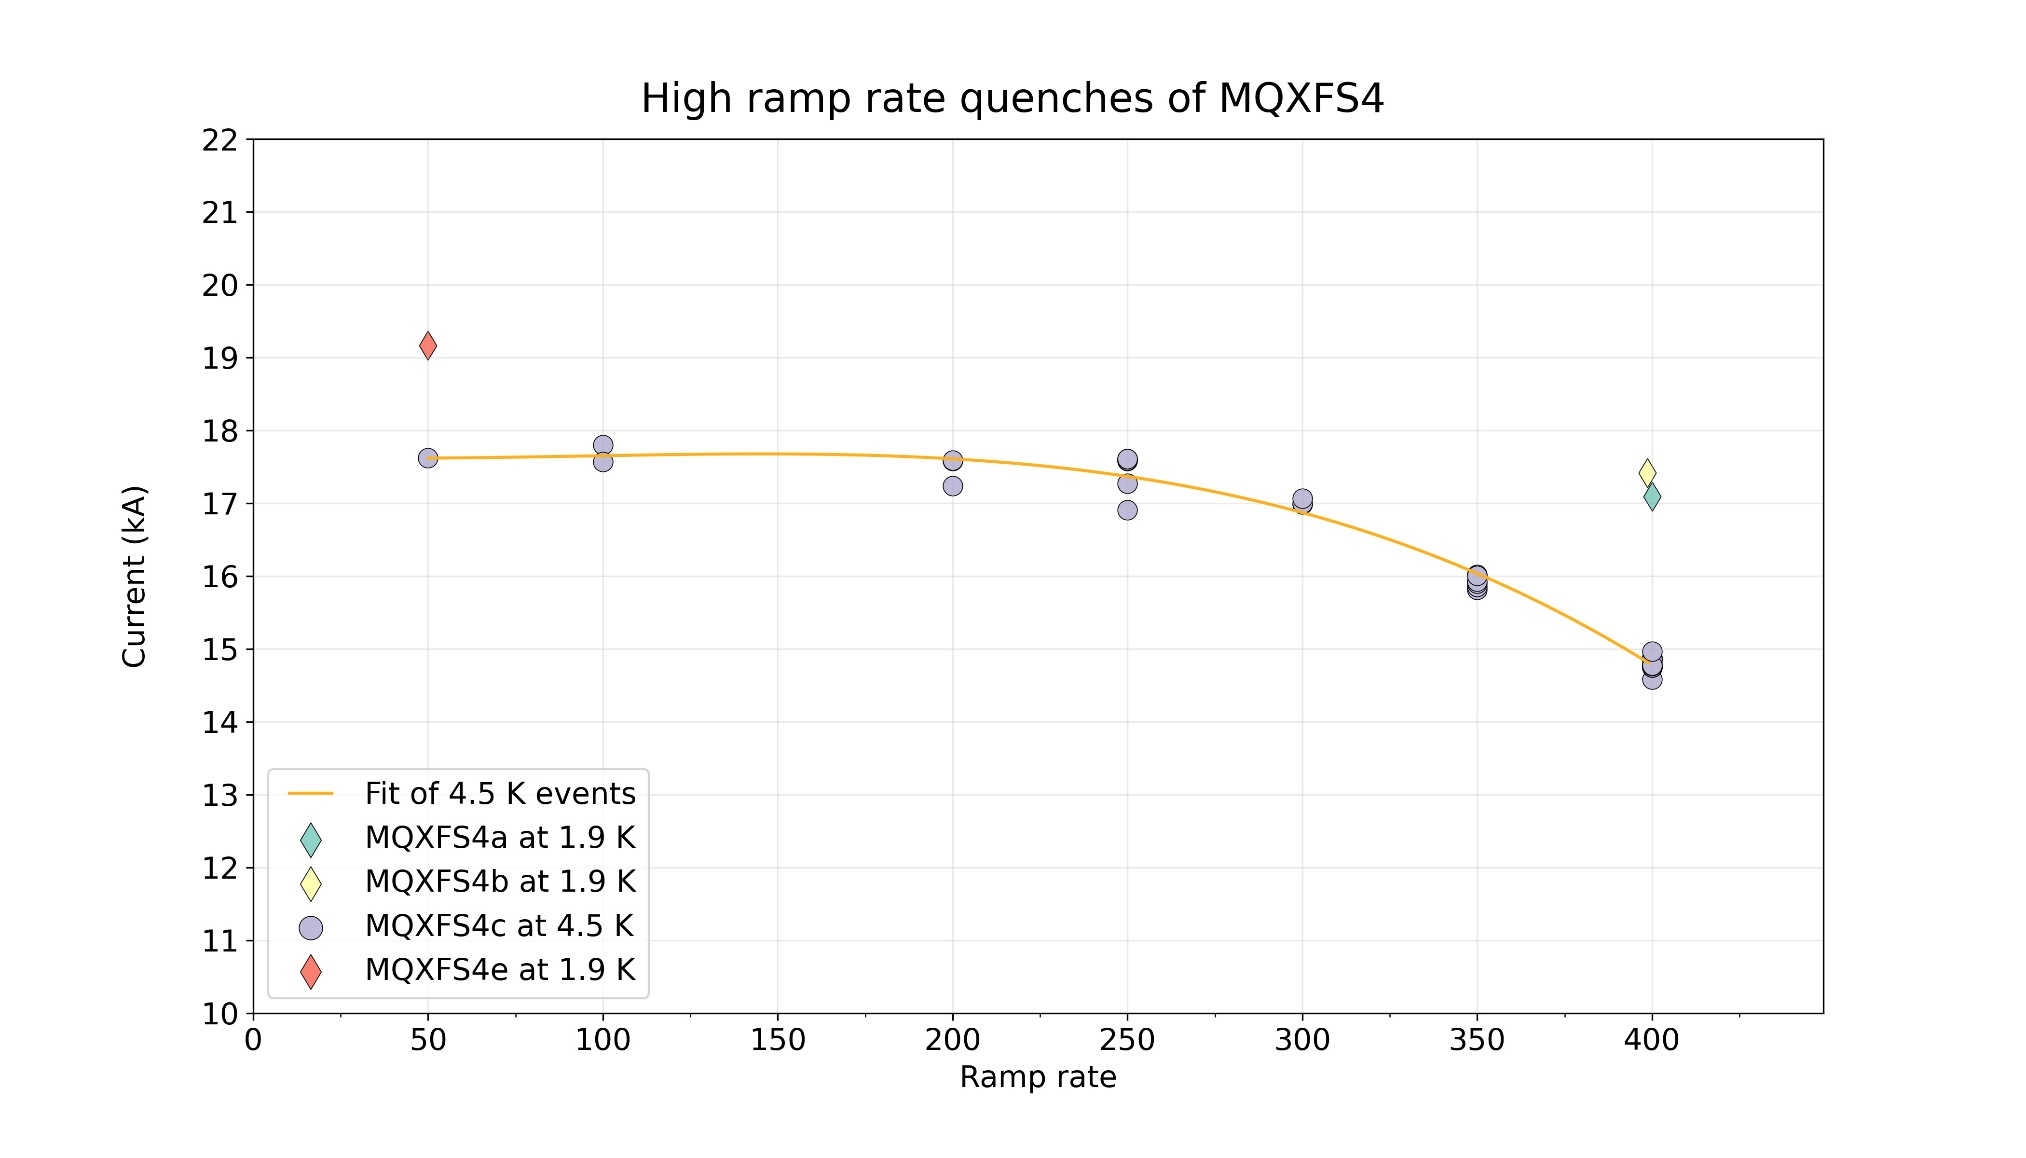 High ramp rate quenches of MQXFS4
22
21
20
19
18
17
16
15
14
13
12
11
10
Current (kA)
Fit of 4.5 K events
MQXFS4a at 1.9 K
MQXFS4b at 1.9 K
MQXFS4c at 4.5 K
MQXFS4e at 1.9 K
0 50 100 150 200 250 300 350 400
Ramp rate